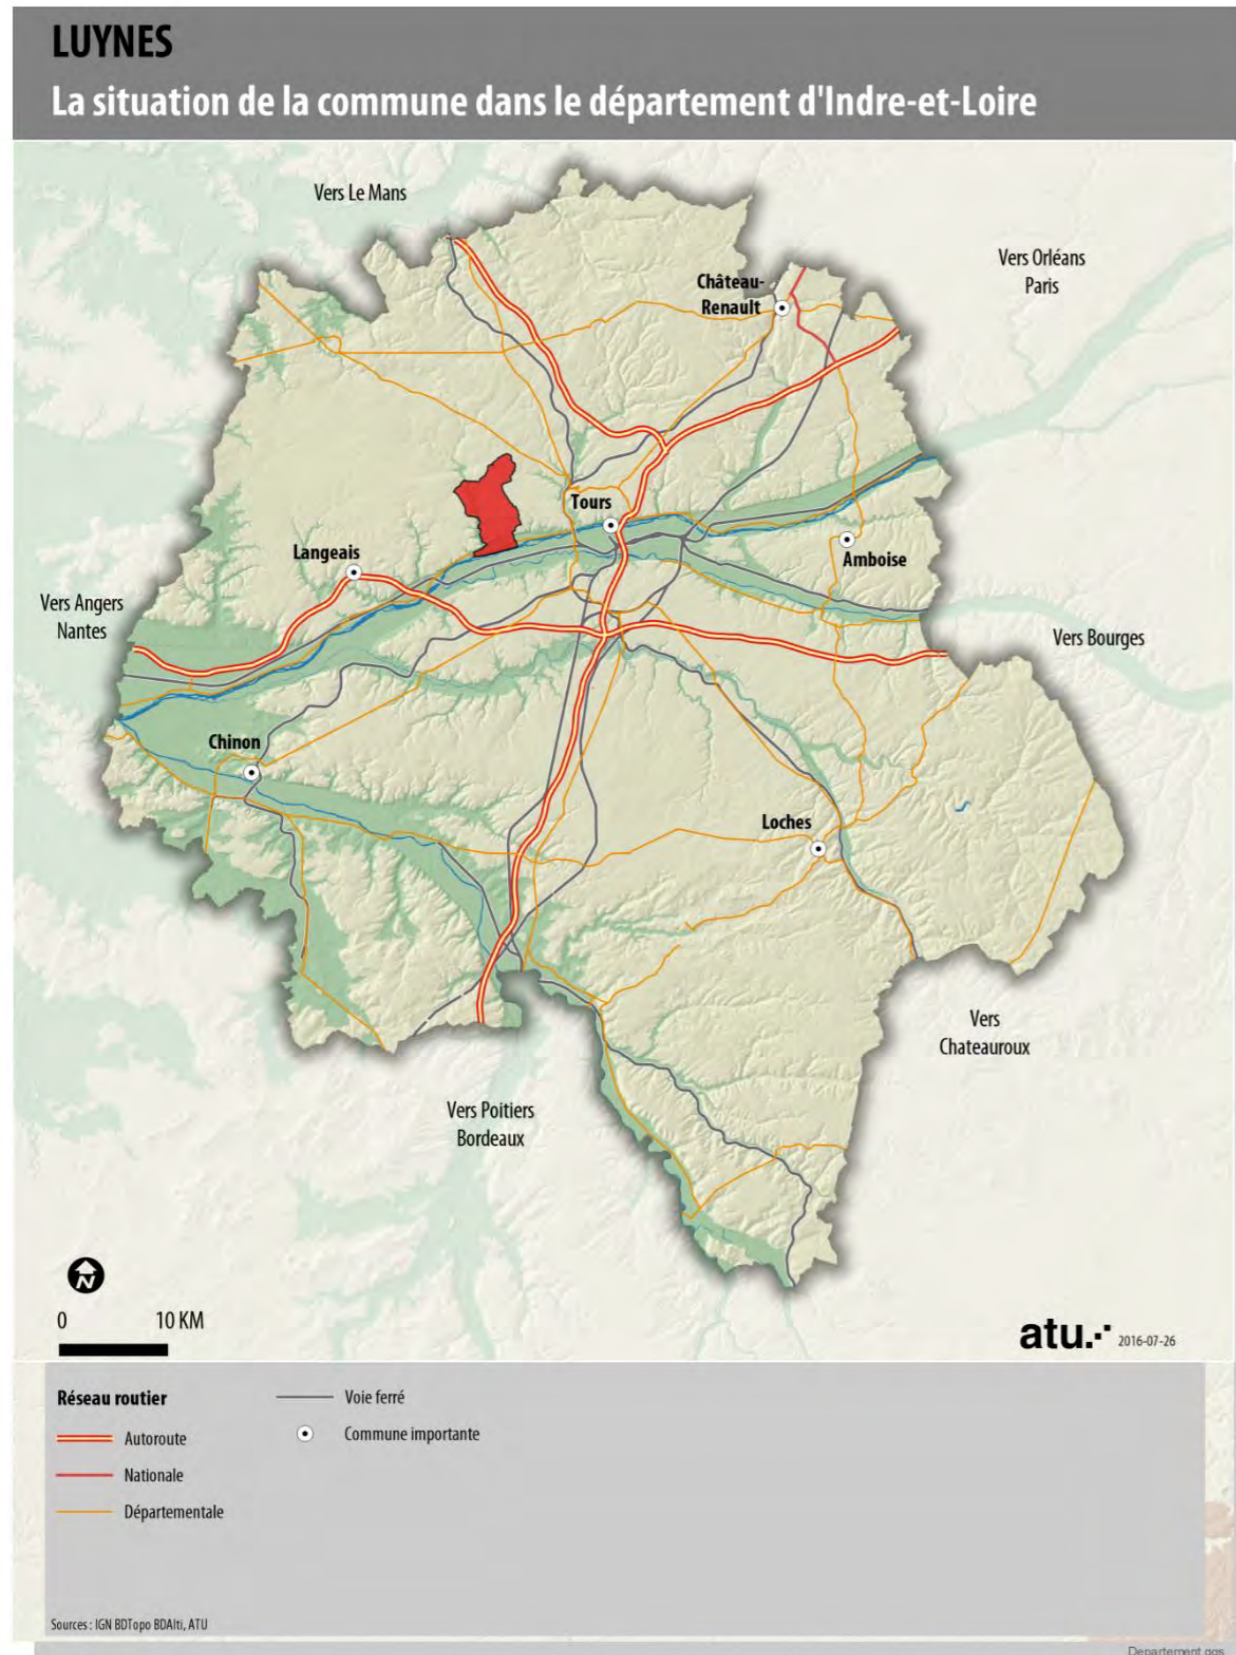 LUYNES
La situation de la commune dans le département d'Indre-et-Loire
Vers Le Mans
Vers Orléans
Paris
Château-
Renault
Tours
Langeais
Amboise
Vers Angers
Nantes
Vers Bourges
Chinon
Loches
Vers
Chateauroux
Vers Poitiers
Bordeaux
N
0 10 KM
atu.
2016-07-26
Réseau routier
Voie ferré
Autoroute
Commune importante
Nationale
Départementale
Sources : IGN BDTopo BDAlti, ATU
Departement.qgs